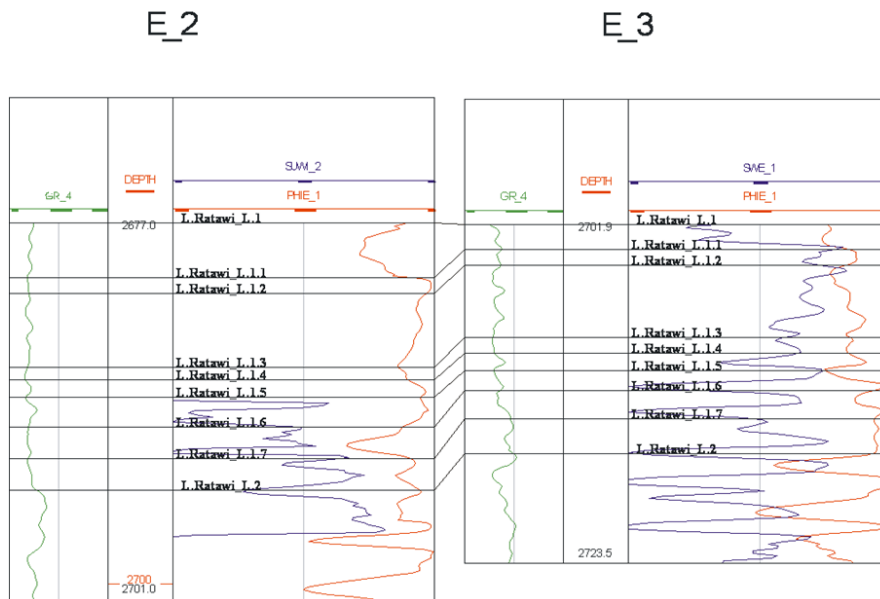 E_2
E_3
SUWI_2
SWE_1
DEPTH
DEPTH
GR_4
PHIE_1
GR_4
PHIE_1
2677.0
L.Ratawi_L.1
L.Ratawi_L.1.1
L.Ratawi_L.1.2
L.Ratawi_L.1.3
L.Ratawi_L.1.4
L.Ratawi_L.1.5
L.Ratawi_L.1.6
L.Ratawi_L.1.7
L.Ratawi_L.2
2700
2701.0
2701.9
L.Ratawi_L.1
L.Ratawi_L.1.1
L.Ratawi_L.1.2
L.Ratawi_L.1.3
L.Ratawi_L.1.4
L.Ratawi_L.1.5
L.Ratawi_L.1.6
L.Ratawi_L.1.7
L.Ratawi_L.2
2723.5